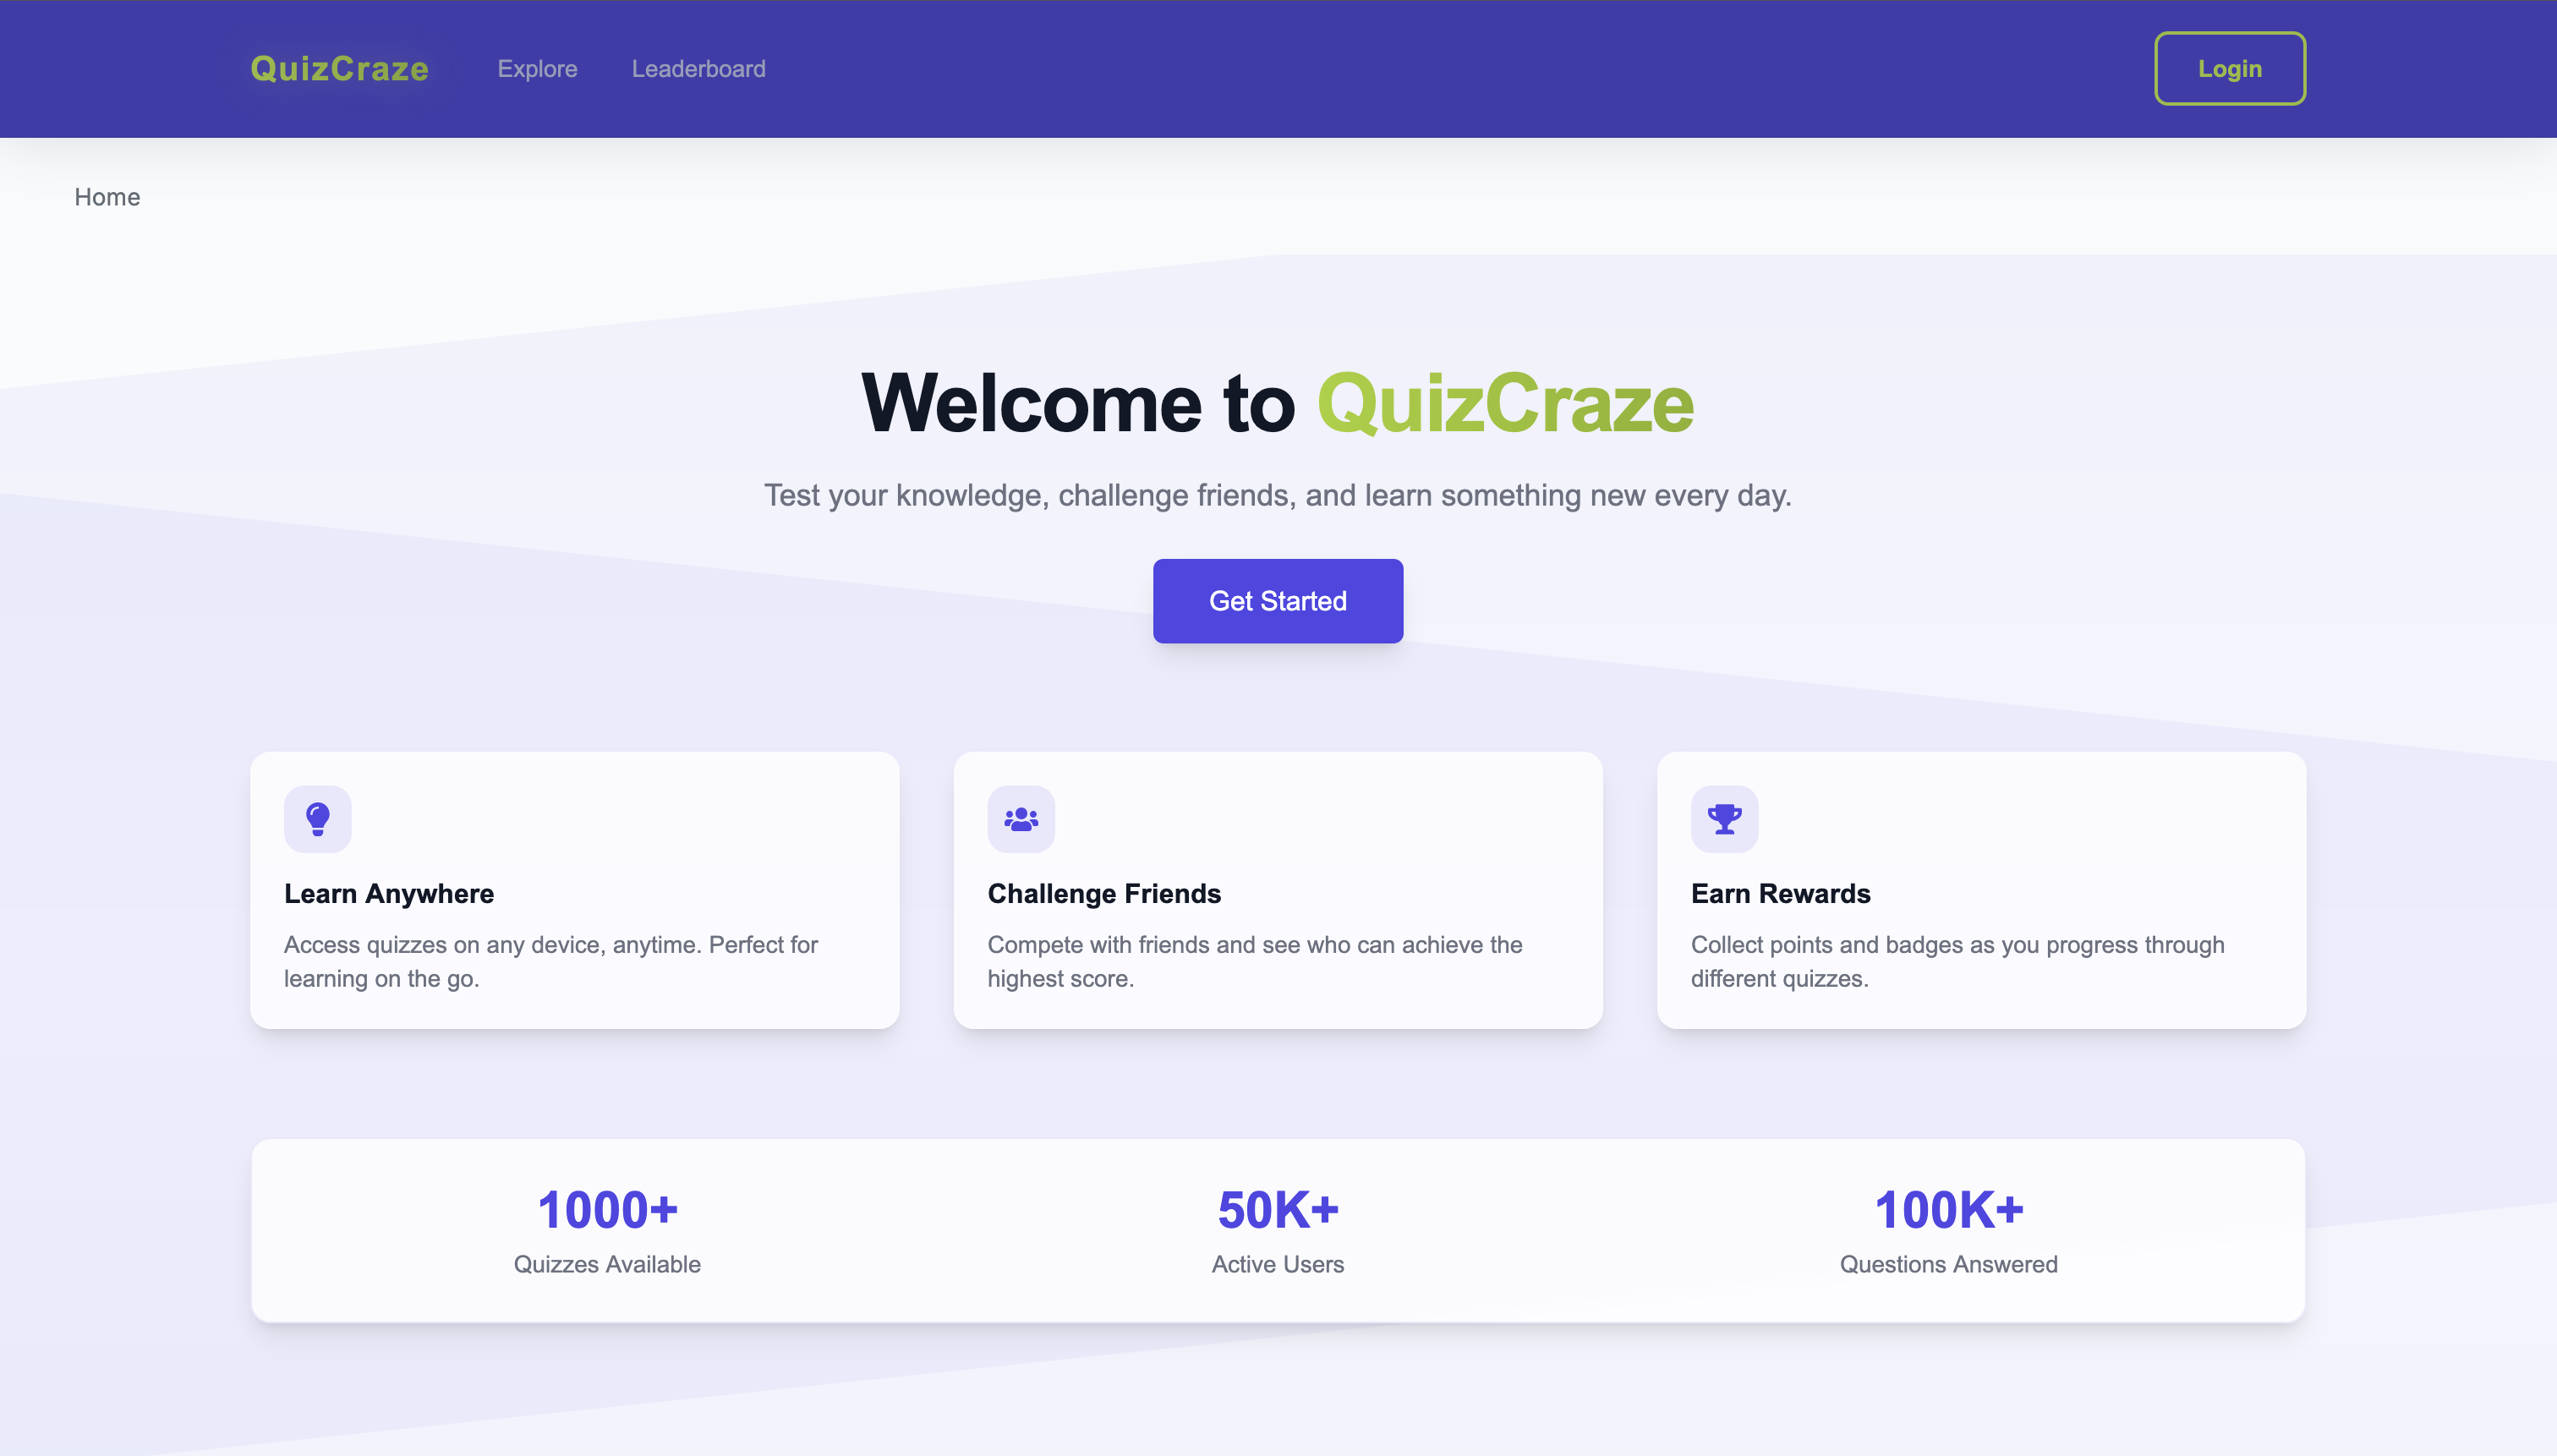 QuizCraze
Explore
Leaderboard
Login
Home
Welcome to QuizCraze
Test your knowledge, challenge friends, and learn something new every day.
Get Started
Learn Anywhere
Access quizzes on any device, anytime. Perfect for
learning on the go.
Challenge Friends
Compete with friends and see who can achieve the
highest score.
Earn Rewards
Collect points and badges as you progress through
different quizzes.
1000+
Quizzes Available
50K+
Active Users
100K+
Questions Answered